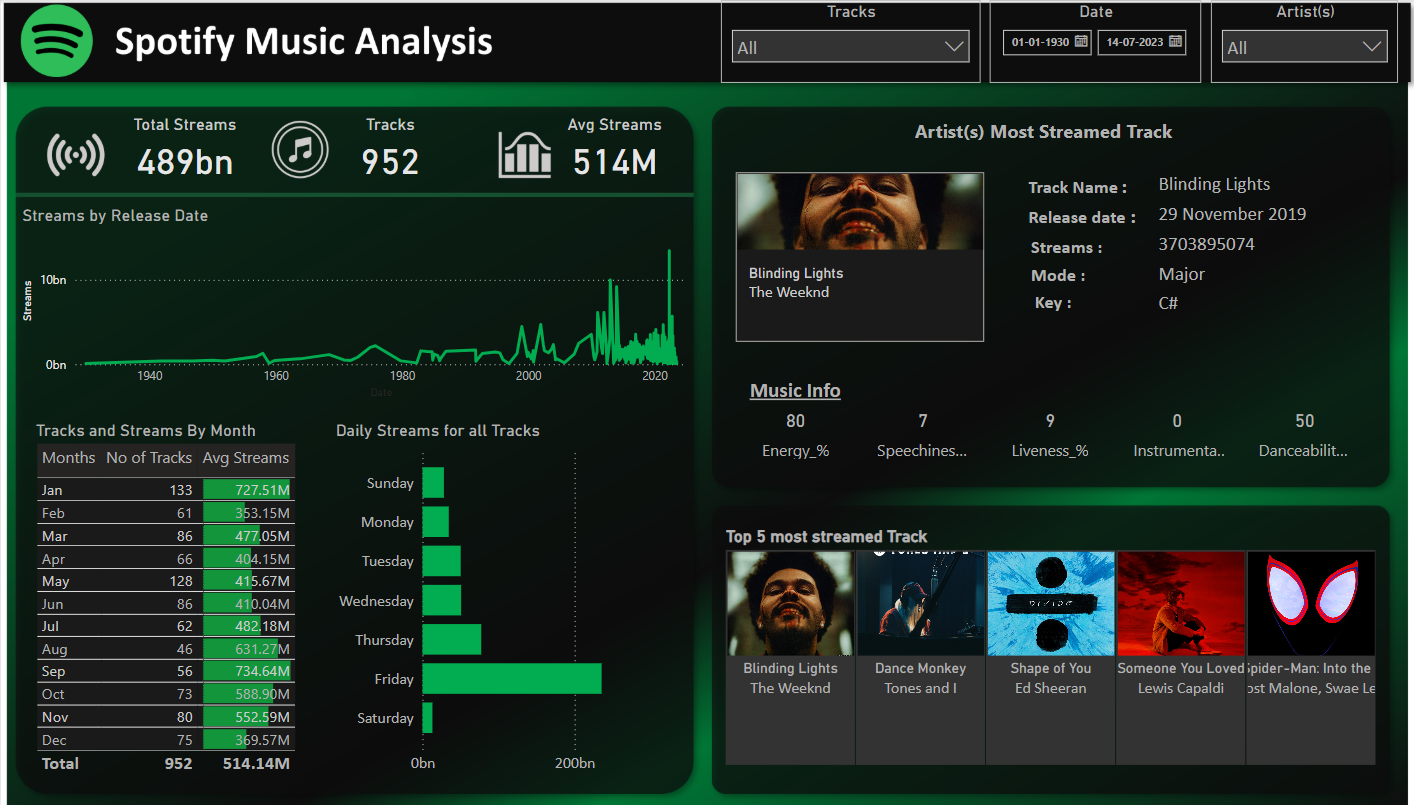 Spotify Music Analysis
Tracks
All
Date
01-01-1930
14-07-2023
Artist(s)
All
Total Streams
489bn
Tracks
952
Avg Streams
514M
Streams by Release Date
Streams
10bn
0bn
1940 1960 1980 2000 2020
Date
Tracks and Streams By Month
Months No of Tracks Avg Streams
Jan 133 727.51M
Feb 61 353.15M
Mar 86 477.05M
Apr 66 404.15M
May 128 415.67M
Jun 86 410.04M
Jul 62 482.18M
Aug 46 631.27M
Sep 56 734.64M
Oct 73 588.90M
Nov 80 552.59M
Dec 75 369.57M
Total 952 514.14M
Daily Streams for all Tracks
Sunday
Monday
Tuesday
Wednesday
Thursday
Friday
Saturday
0bn 200bn
Artist(s) Most Streamed Track
Blinding Lights
The Weeknd
Track Name : Blinding Lights
Release date : 29 November 2019
Streams : 3703895074
Mode : Major
Key : C#
Music Info
80 7 9 0 50
Energy_% Speechines... Liveness_% Instrumenta.. Danceabilit...
Top 5 most streamed Track
DIVIDE
Blinding Lights
The Weeknd
Dance Monkey
Tones and I
Shape of You
Ed Sheeran
Someone You Loved
Lewis Capaldi
Spider-Man: Into the
ost Malone, Swae Le